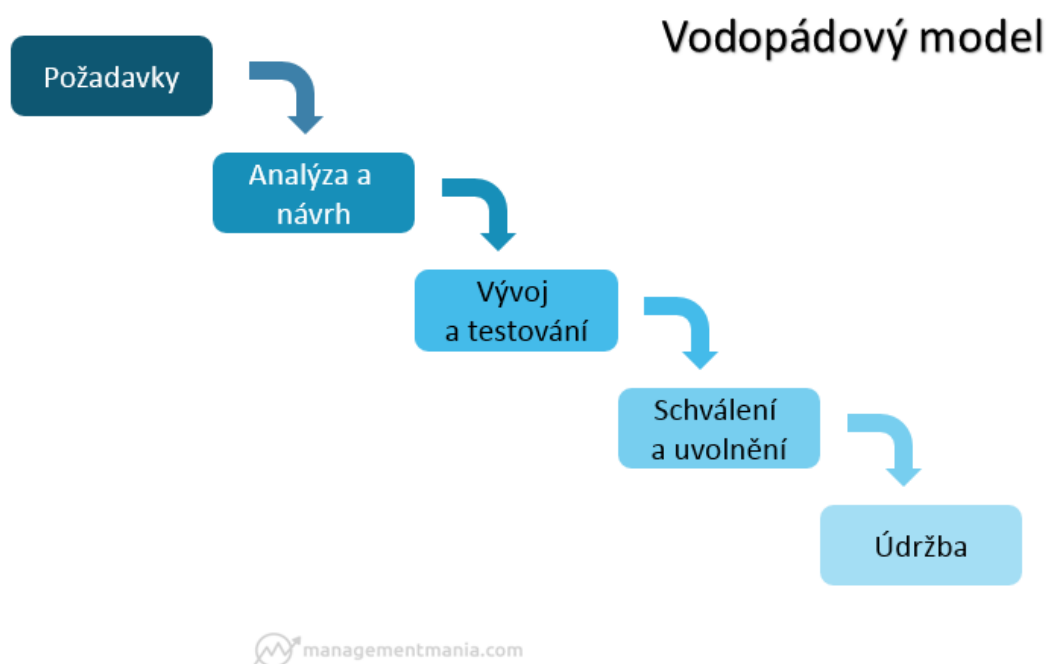 Vodopádový model
Požadavky
Analýza a
návrh
Vývoj
a testování
Schválení
a uvolnění
Údržba
managementmania.com